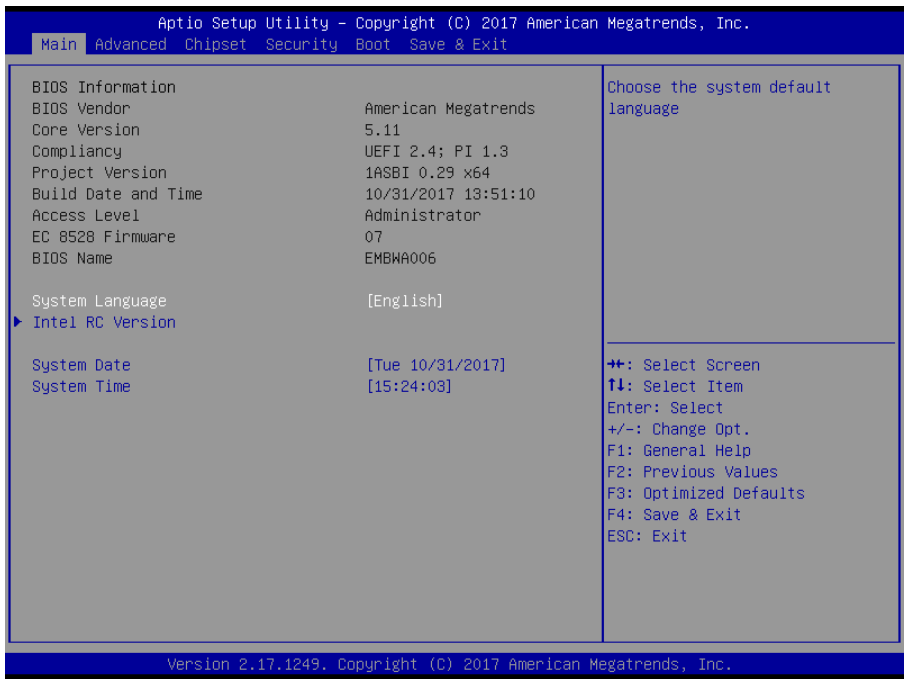 Aptio Setup Utility – Copyright (C) 2017 American Megatrends, Inc.
Main Advanced Chipset Security Boot Save & Exit
BIOS Information
BIOS Vendor American Megatrends
Core Version 5.11
Compliancy UEFI 2.4; PI 1.3
Project Version 1ASBI 0.29 x64
Build Date and Time 10/31/2017 13:51:10
Access Level Administrator
EC 8528 Firmware 07
BIOS Name EMBWA006
System Language [English]
Intel RC Version
System Date [Tue 10/31/2017]
System Time [15:24:03]
Choose the system default
language
→←: Select Screen
↑↓: Select Item
Enter: Select
+/-: Change Opt.
F1: General Help
F2: Previous Values
F3: Optimized Defaults
F4: Save & Exit
ESC: Exit
Version 2.17.1249. Copyright (C) 2017 American Megatrends, Inc.